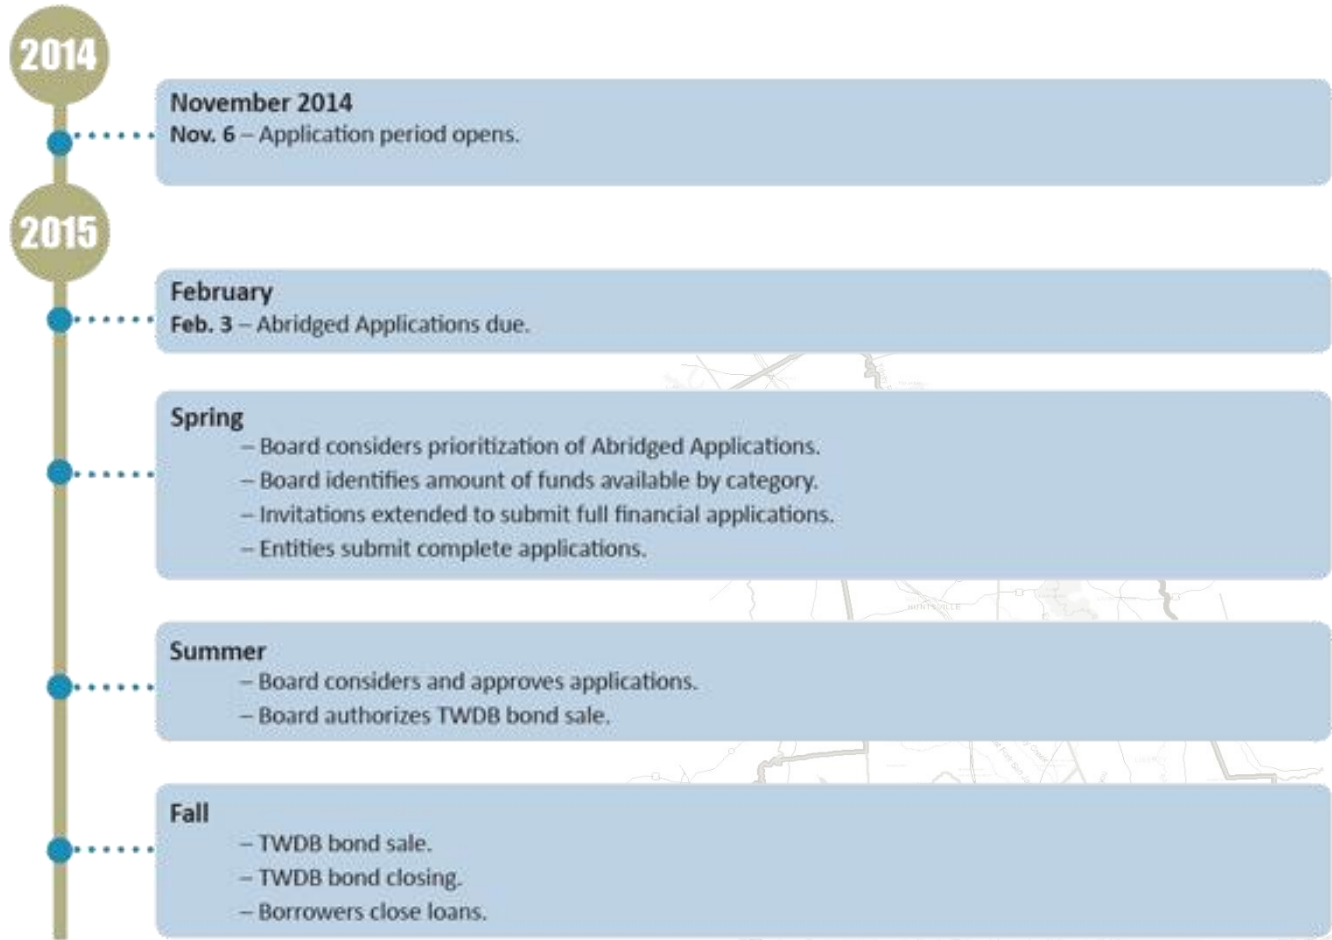 2014
November 2014
Nov. 6 – Application period opens.
2015
February
Feb. 3 – Abridged Applications due.
Spring
– Board considers prioritization of Abridged Applications.
– Board identifies amount of funds available by category.
– Invitations extended to submit full financial applications.
– Entities submit complete applications.
HUNTSVILLE
Summer
– Board considers and approves applications.
– Board authorizes TWDB bond sale.
Fall
– TWDB bond sale.
– TWDB bond closing.
– Borrowers close loans.